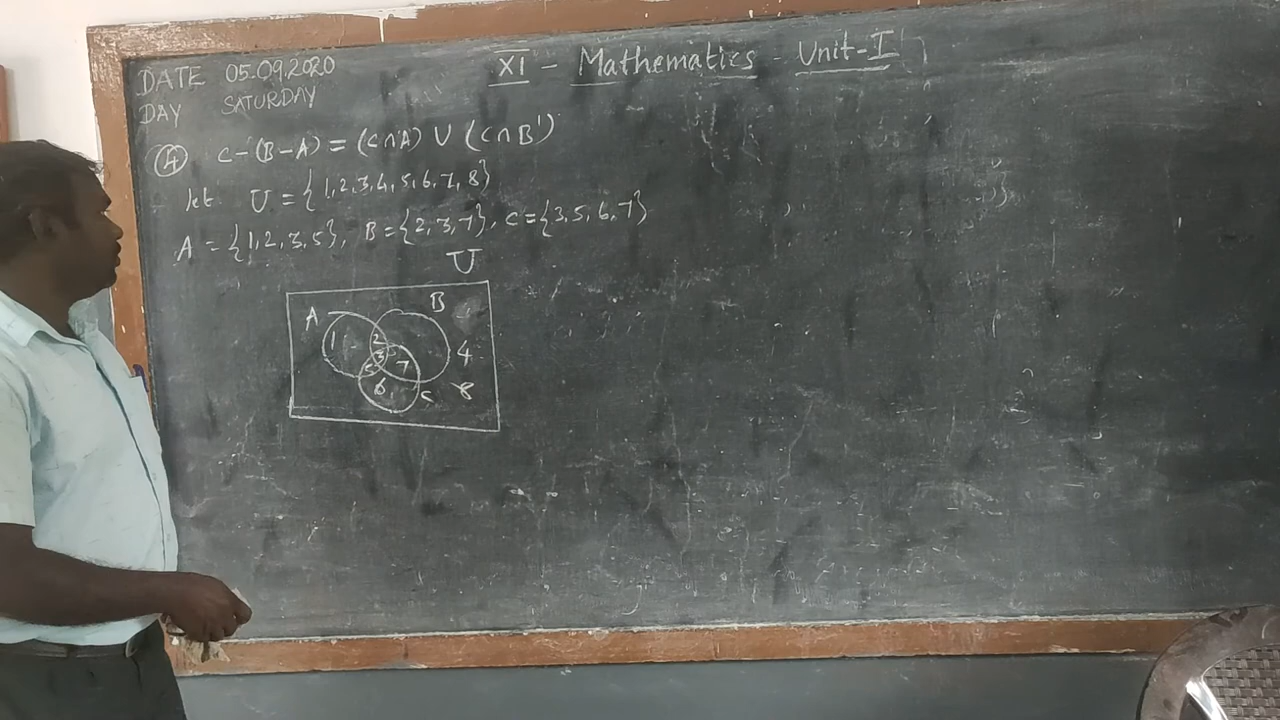 XI - Mathematics - Unit-I
DATE 05.09.2020
DAY SATURDAY
④ C-(B-A) = (C∩A) ∪ (C∩B')
let U = {1,2,3,4,5,6,7,8}
A = {1,2,3,5}, B = {2,3,7}, C = {3,5,6,7}
U
A B
1 2
3 4
5 7
6 C 8